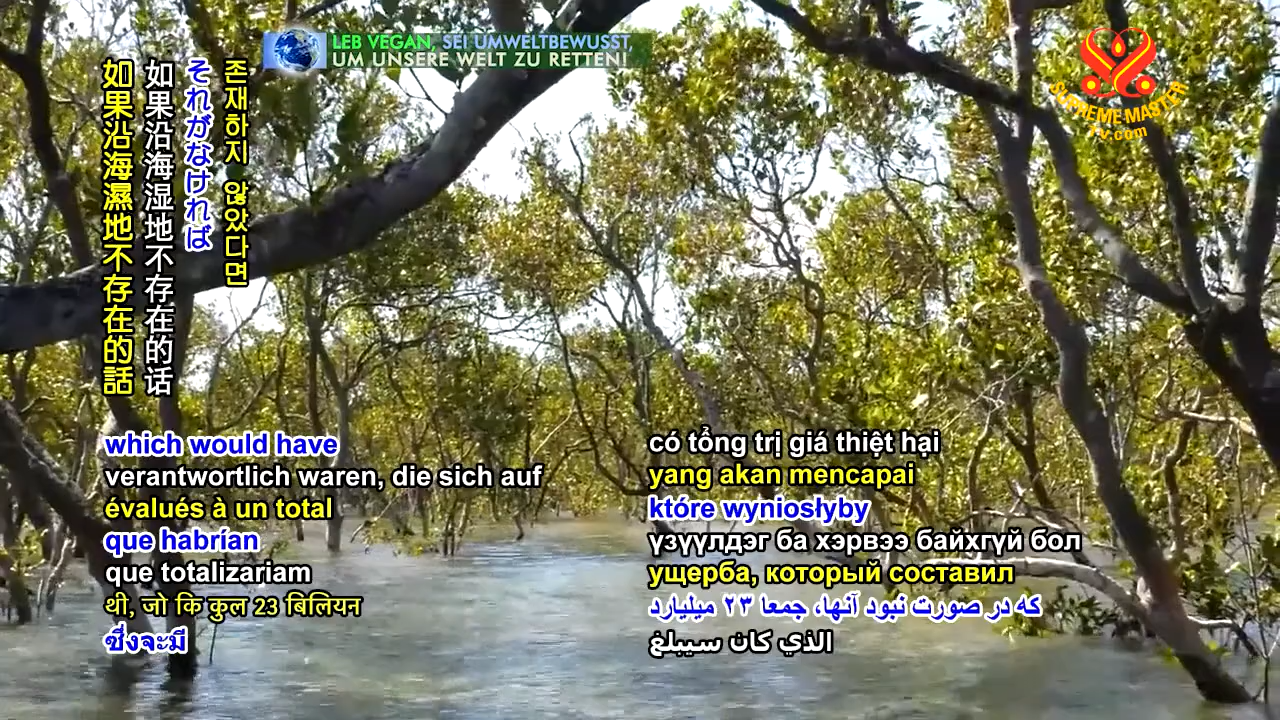 LEB VEGAN, SEI UMWELTBEWUSST,
UM UNSERE WELT ZU RETTEN!
SUPREME MASTER
TV.com
존재하지 않았다면
それがなければ
如果沿海湿地不存在的话
如果沿海濕地不存在的話
which would have
verantwortlich waren, die sich auf
évalués à un total
que habrían
que totalizariam
थी, जो कि कुल 23 बिलियन
ซึ่งจะมี
có tổng trị giá thiệt hại
yang akan mencapai
które wyniosłyby
үзүүлдэг ба хэрвээ байхгүй бол
ущерба, который составил
که در صورت نبود آنها، جمعا ۲۳ میلیارد
الذي كان سيبلغ